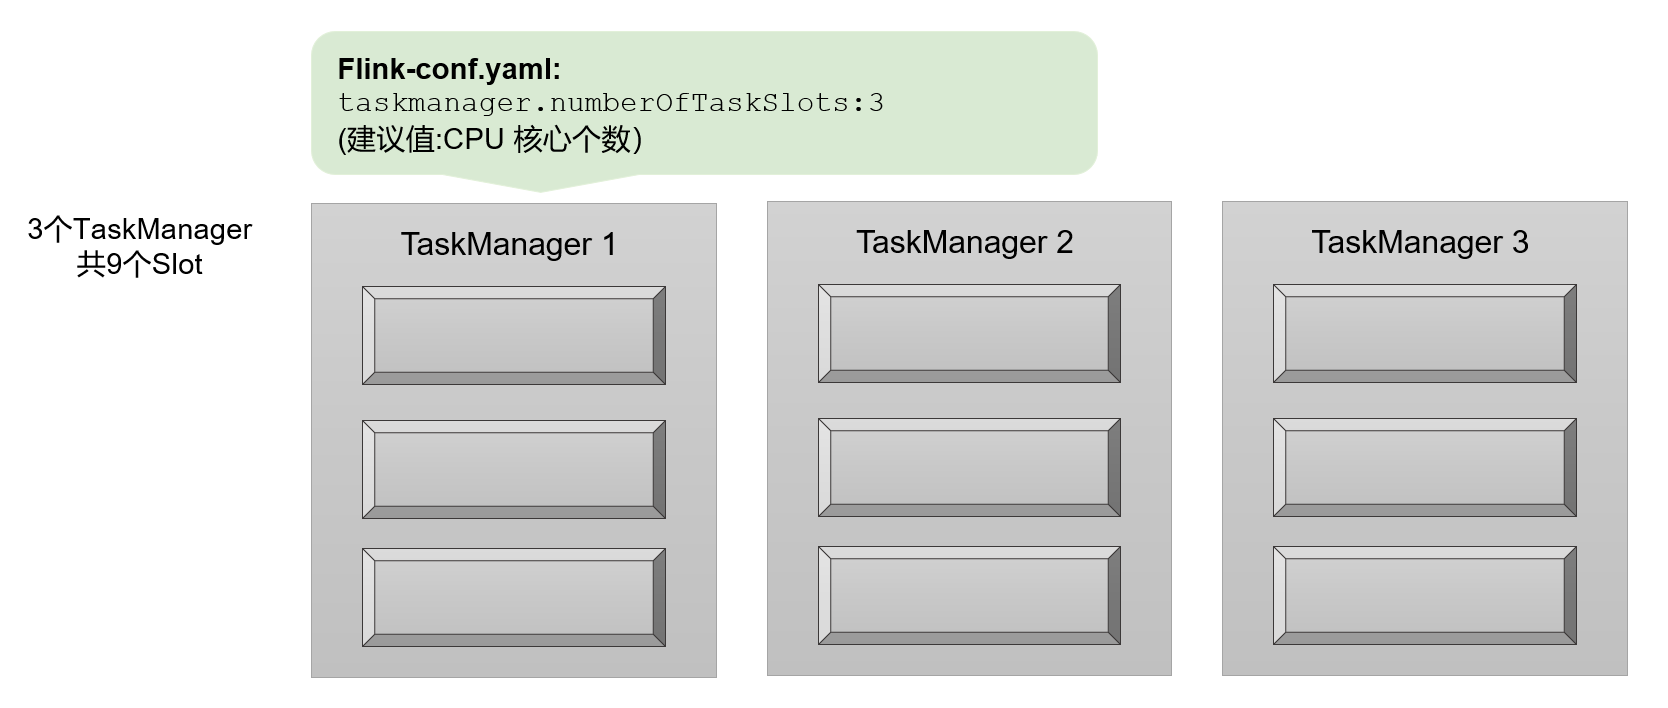 Flink-conf.yaml:
taskmanager.numberOfTaskSlots:3
(建议值:CPU 核心个数）
3个TaskManager
共9个Slot
TaskManager 1
TaskManager 2
TaskManager 3